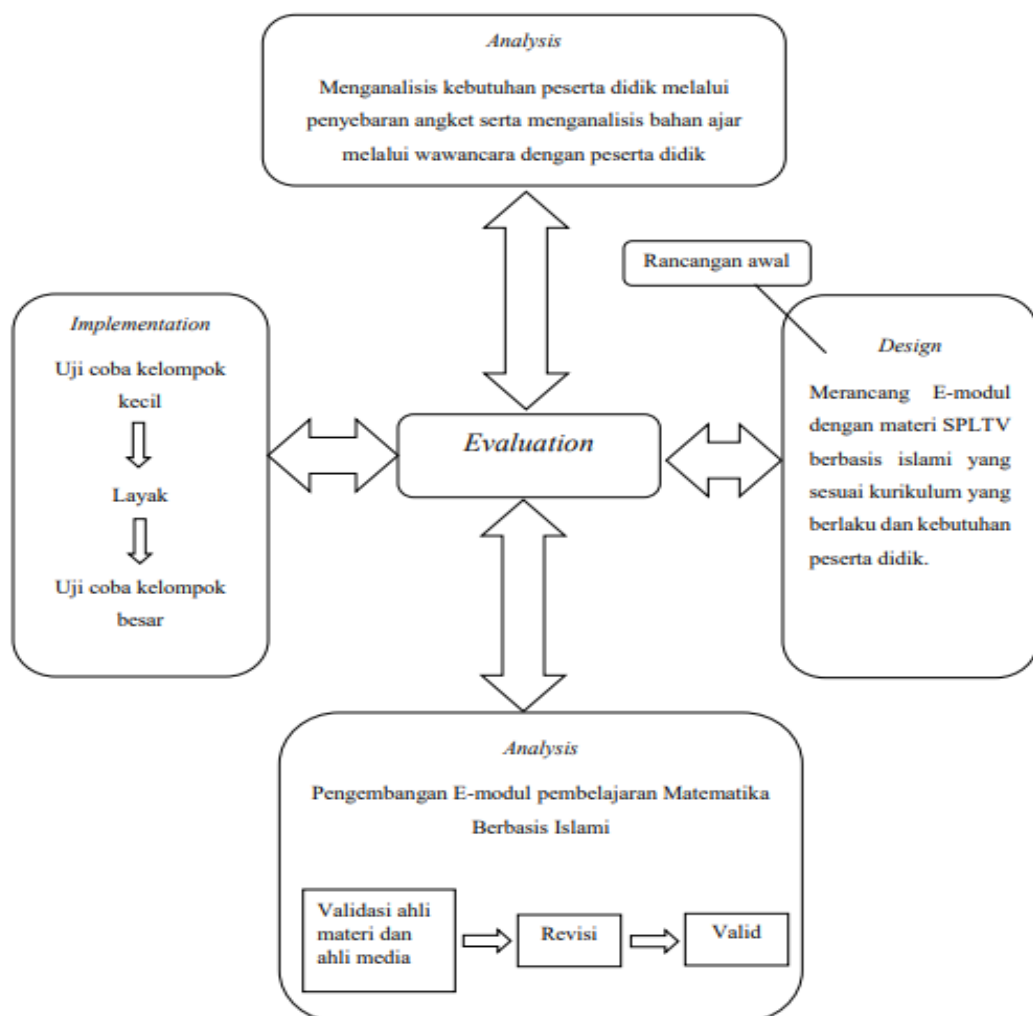 Analysis
Menganalisis kebutuhan peserta didik melalui
penyebaran angket serta menganalisis bahan ajar
melalui wawancara dengan peserta didik
Rancangan awal
Implementation
Uji coba kelompok
kecil
Layak
Uji coba kelompok
besar
Evaluation
Design
Merancang E-modul
dengan materi SPLTV
berbasis islami yang
sesuai kurikulum yang
berlaku dan kebutuhan
peserta didik.
Analysis
Pengembangan E-modul pembelajaran Matematika
Berbasis Islami
Validasi ahli
materi dan
ahli media
Revisi
Valid